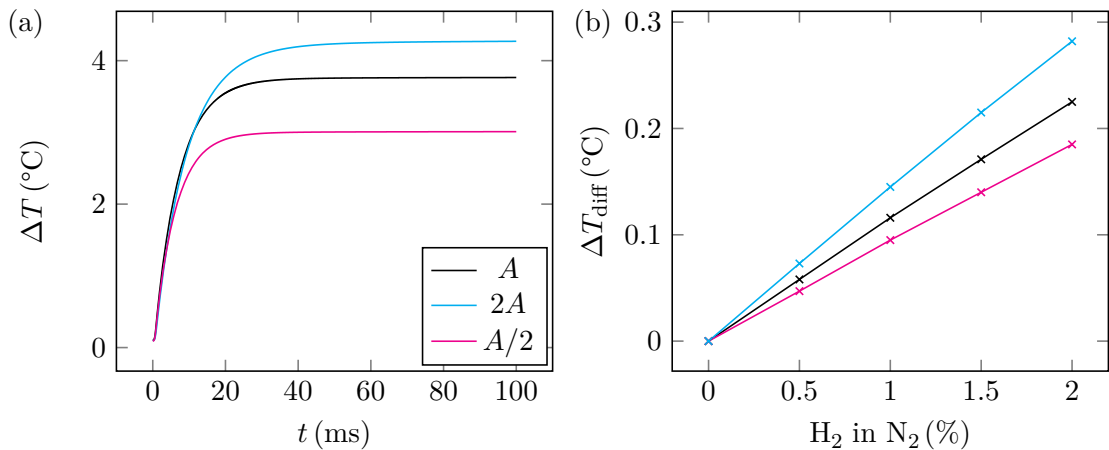 (a)
4
2
0
ΔT (°C)
0 20 40 60 80 100
t (ms)
A
2A
A/2
(b)
0.3
0.2
0.1
0
ΔT_diff (°C)
0 0.5 1 1.5 2
H₂ in N₂ (%)